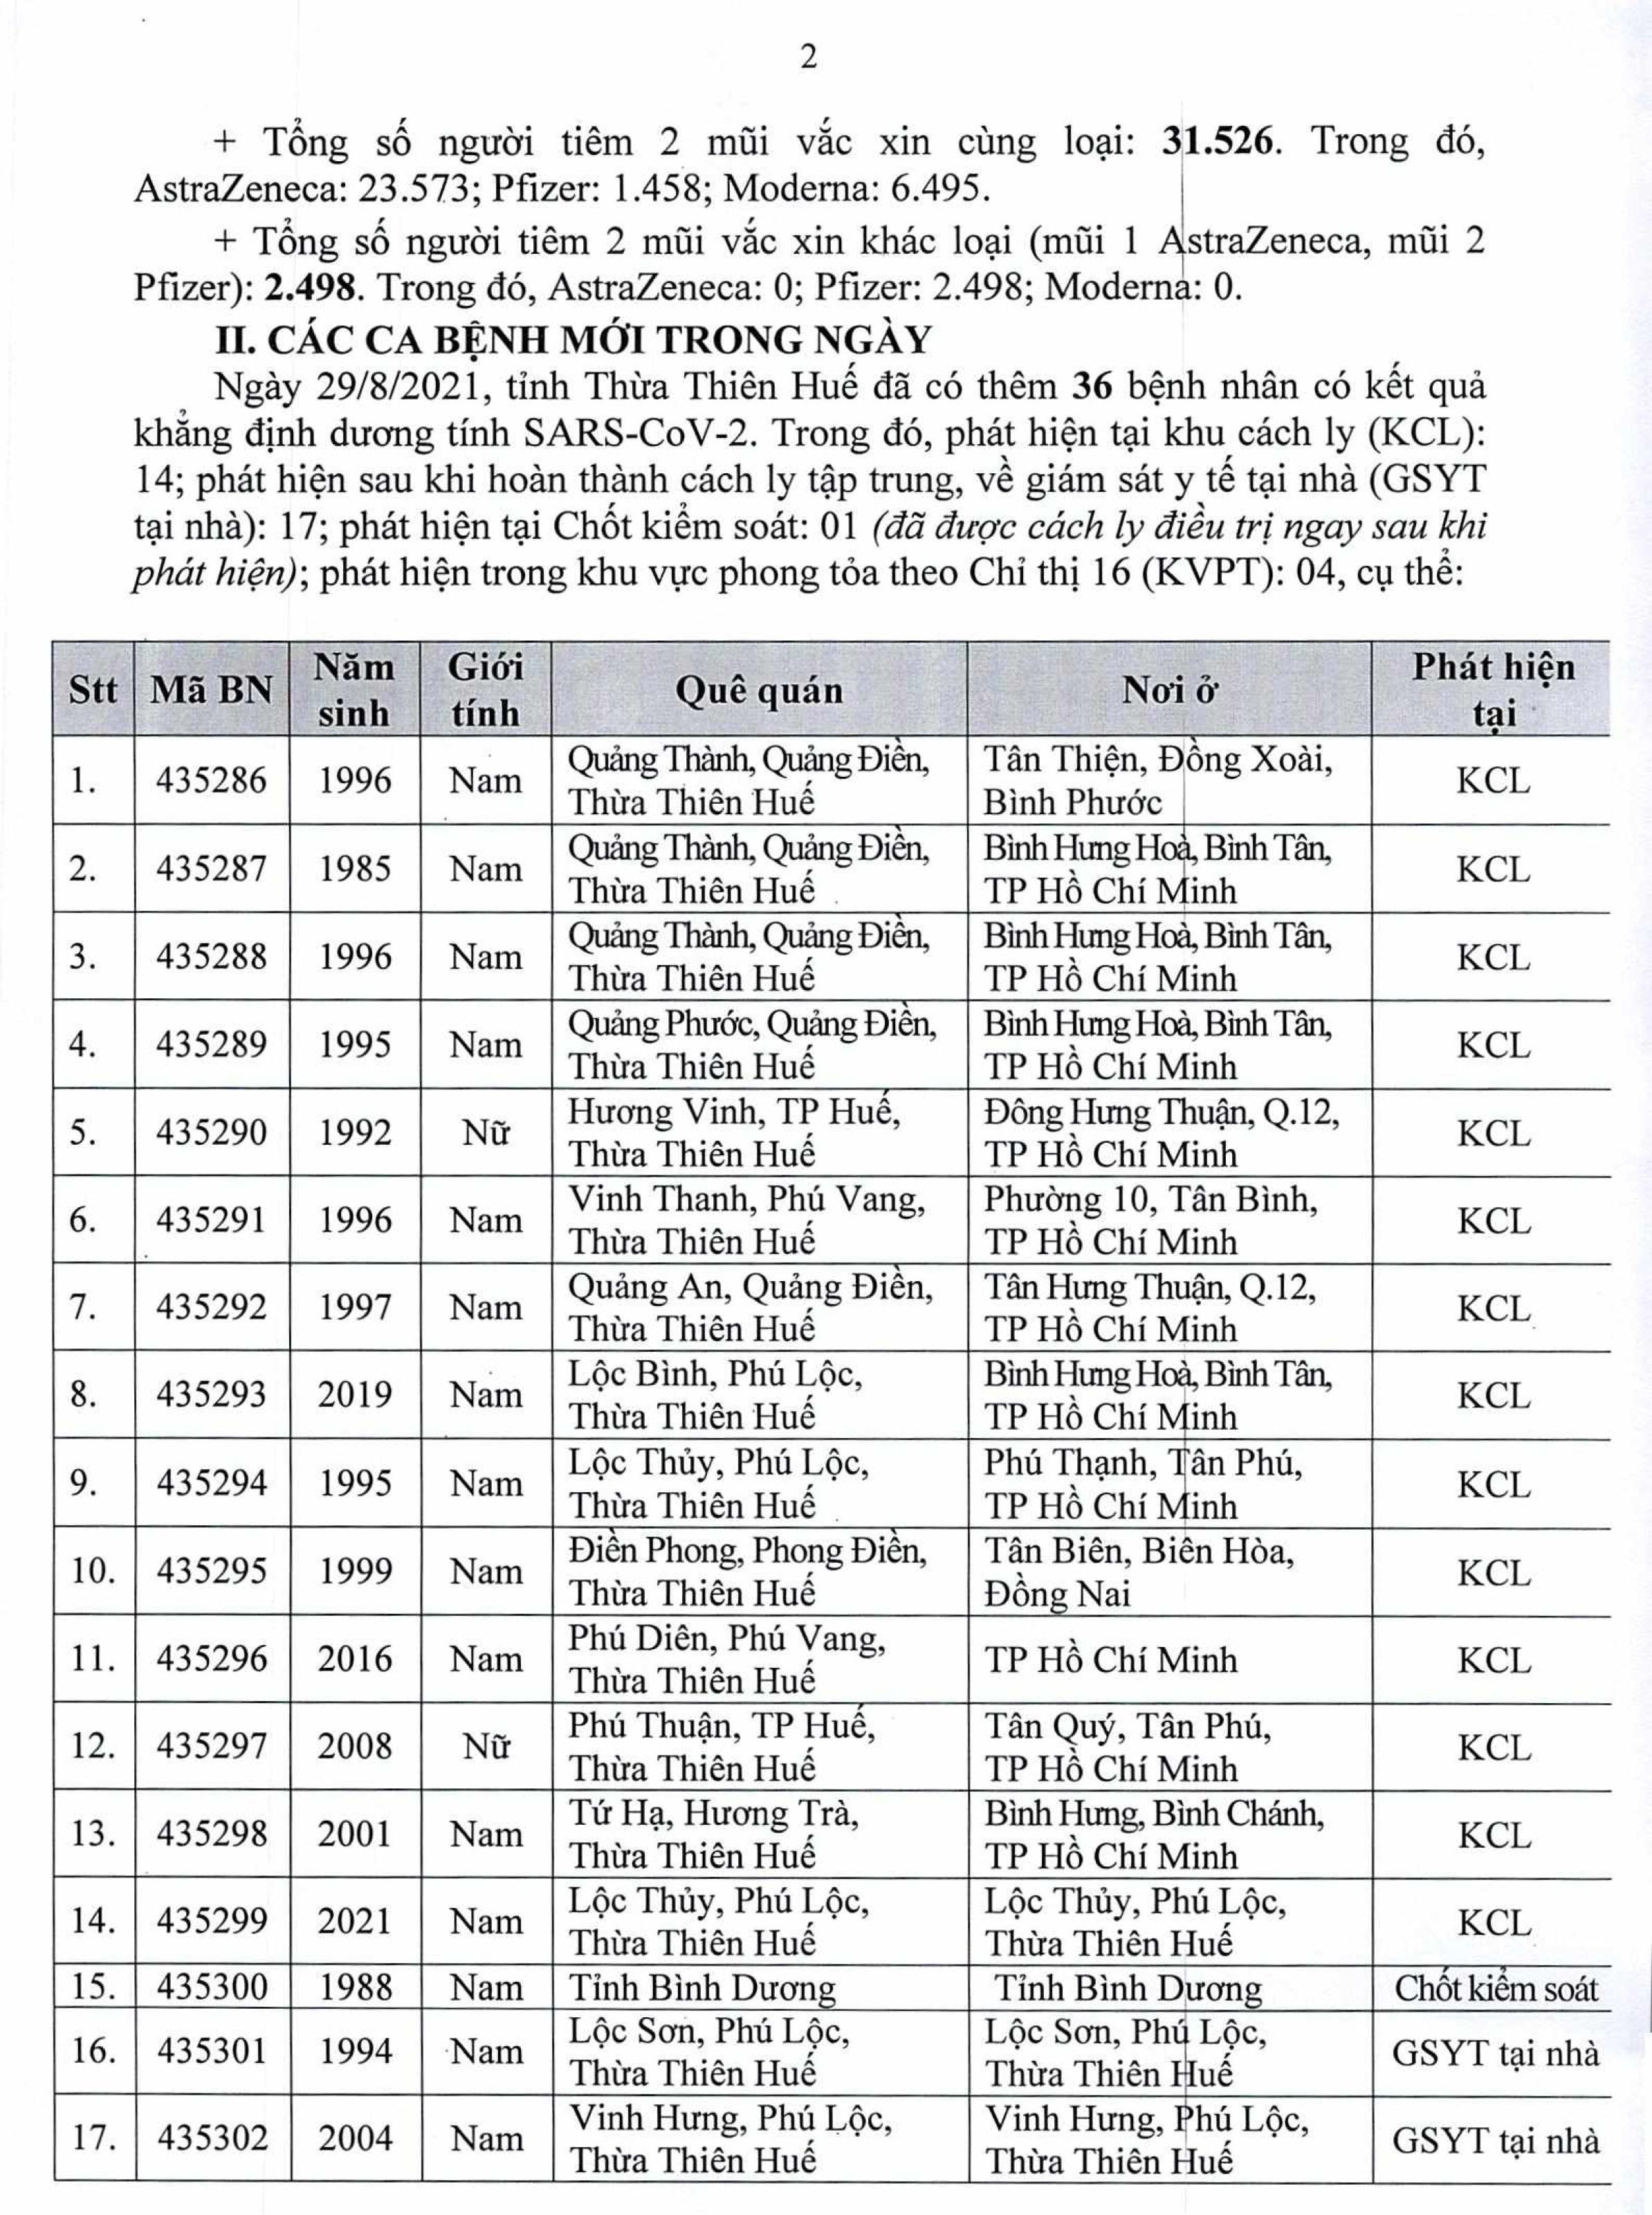 2
+ Tổng số người tiêm 2 mũi vắc xin cùng loại: 31.526. Trong đó,
AstraZeneca: 23.573; Pfizer: 1.458; Moderna: 6.495.
+ Tổng số người tiêm 2 mũi vắc xin khác loại (mũi 1 AstraZeneca, mũi 2
Pfizer): 2.498. Trong đó, AstraZeneca: 0; Pfizer: 2.498; Moderna: 0.
II. CÁC CA BỆNH MỚI TRONG NGÀY
Ngày 29/8/2021, tỉnh Thừa Thiên Huế đã có thêm 36 bệnh nhân có kết quả
khẳng định dương tính SARS-CoV-2. Trong đó, phát hiện tại khu cách ly (KCL):
14; phát hiện sau khi hoàn thành cách ly tập trung, về giám sát y tế tại nhà (GSYT
tại nhà): 17; phát hiện tại Chốt kiểm soát: 01 (đã được cách ly điều trị ngay sau khi
phát hiện); phát hiện trong khu vực phong tỏa theo Chỉ thị 16 (KVPT): 04, cụ thể:
Stt Mã BN Năm sinh Giới tính Quê quán Nơi ở Phát hiện tại
1. 435286 1996 Nam Quảng Thành, Quảng Điền, Thừa Thiên Huế Tân Thiện, Đồng Xoài, Bình Phước KCL
2. 435287 1985 Nam Quảng Thành, Quảng Điền, Thừa Thiên Huế Bình Hưng Hoà, Bình Tân, TP Hồ Chí Minh KCL
3. 435288 1996 Nam Quảng Thành, Quảng Điền, Thừa Thiên Huế Bình Hưng Hoà, Bình Tân, TP Hồ Chí Minh KCL
4. 435289 1995 Nam Quảng Phước, Quảng Điền, Thừa Thiên Huế Bình Hưng Hoà, Bình Tân, TP Hồ Chí Minh KCL
5. 435290 1992 Nữ Hương Vinh, TP Huế, Thừa Thiên Huế Đông Hưng Thuận, Q.12, TP Hồ Chí Minh KCL
6. 435291 1996 Nam Vinh Thanh, Phú Vang, Thừa Thiên Huế Phường 10, Tân Bình, TP Hồ Chí Minh KCL
7. 435292 1997 Nam Quảng An, Quảng Điền, Thừa Thiên Huế Tân Hưng Thuận, Q.12, TP Hồ Chí Minh KCL
8. 435293 2019 Nam Lộc Bình, Phú Lộc, Thừa Thiên Huế Bình Hưng Hoà, Bình Tân, TP Hồ Chí Minh KCL
9. 435294 1995 Nam Lộc Thủy, Phú Lộc, Thừa Thiên Huế Phú Thạnh, Tân Phú, TP Hồ Chí Minh KCL
10. 435295 1999 Nam Điền Phong, Phong Điền, Thừa Thiên Huế Tân Biên, Biên Hòa, Đồng Nai KCL
11. 435296 2016 Nam Phú Diên, Phú Vang, Thừa Thiên Huế TP Hồ Chí Minh KCL
12. 435297 2008 Nữ Phú Thuận, TP Huế, Thừa Thiên Huế Tân Quý, Tân Phú, TP Hồ Chí Minh KCL
13. 435298 2001 Nam Tứ Hạ, Hương Trà, Thừa Thiên Huế Bình Hưng, Bình Chánh, TP Hồ Chí Minh KCL
14. 435299 2021 Nam Lộc Thủy, Phú Lộc, Thừa Thiên Huế Lộc Thủy, Phú Lộc, Thừa Thiên Huế KCL
15. 435300 1988 Nam Tỉnh Bình Dương Tỉnh Bình Dương Chốt kiểm soát
16. 435301 1994 Nam Lộc Sơn, Phú Lộc, Thừa Thiên Huế Lộc Sơn, Phú Lộc, Thừa Thiên Huế GSYT tại nhà
17. 435302 2004 Nam Vinh Hưng, Phú Lộc, Thừa Thiên Huế Vinh Hưng, Phú Lộc, Thừa Thiên Huế GSYT tại nhà